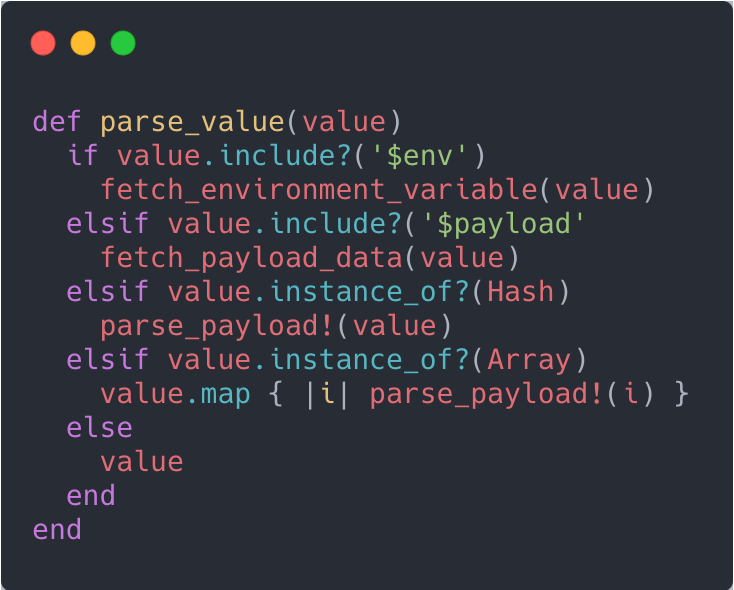 def parse_value(value)
  if value.include?('$env')
    fetch_environment_variable(value)
  elsif value.include?('$payload'
    fetch_payload_data(value)
  elsif value.instance_of?(Hash)
    parse_payload!(value)
  elsif value.instance_of?(Array)
    value.map { |i| parse_payload!(i) }
  else
    value
  end
end